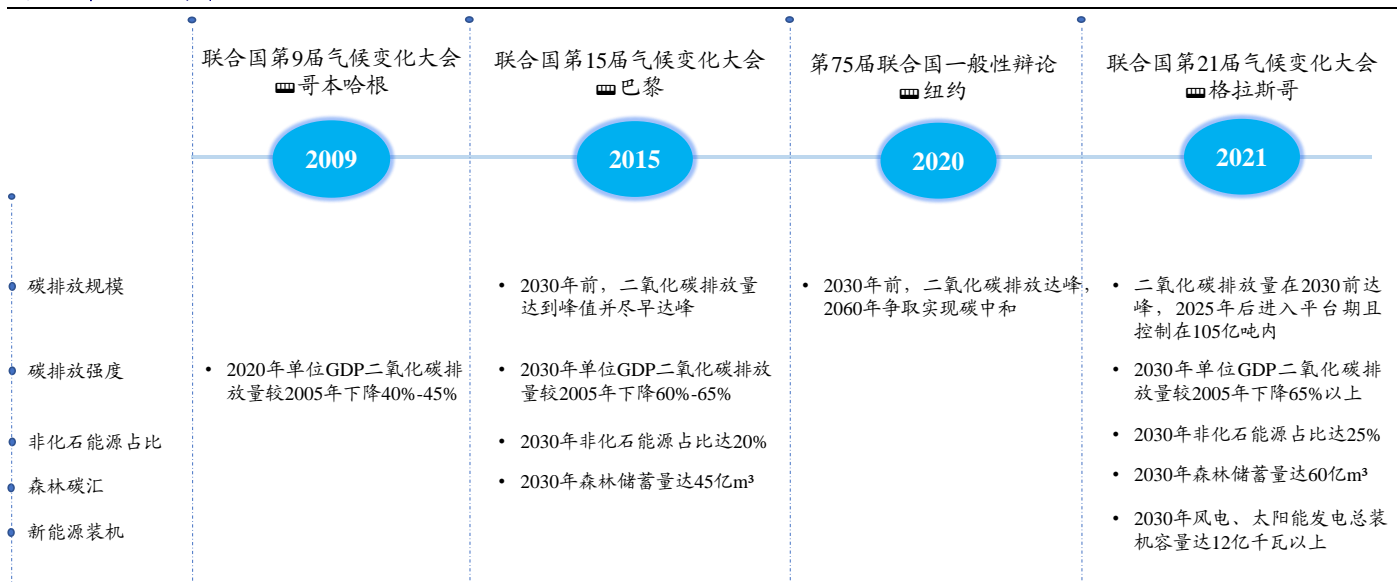 联合国第9届气候变化大会
哥本哈根
联合国第15届气候变化大会
巴黎
第75届联合国一般性辩论
纽约
联合国第21届气候变化大会
格拉斯哥
2009
2015
2020
2021
碳排放规模
• 2030年前，二氧化碳排放量
达到峰值并尽早达峰
• 2030年前，二氧化碳排放达峰，
2060年争取实现碳中和
• 二氧化碳排放量在2030前达
峰，2025年后进入平台期且
控制在105亿吨内
碳排放强度
• 2020年单位GDP二氧化碳排
放量较2005年下降40%-45%
• 2030年单位GDP二氧化碳排放
量较2005年下降60%-65%
• 2030年单位GDP二氧化碳排
放量较2005年下降65%以上
非化石能源占比
• 2030年非化石能源占比达20%
• 2030年非化石能源占比达25%
森林碳汇
• 2030年森林储蓄量达45亿m³
• 2030年森林储蓄量达60亿m³
新能源装机
• 2030年风电、太阳能发电总装
机容量达12亿千瓦以上